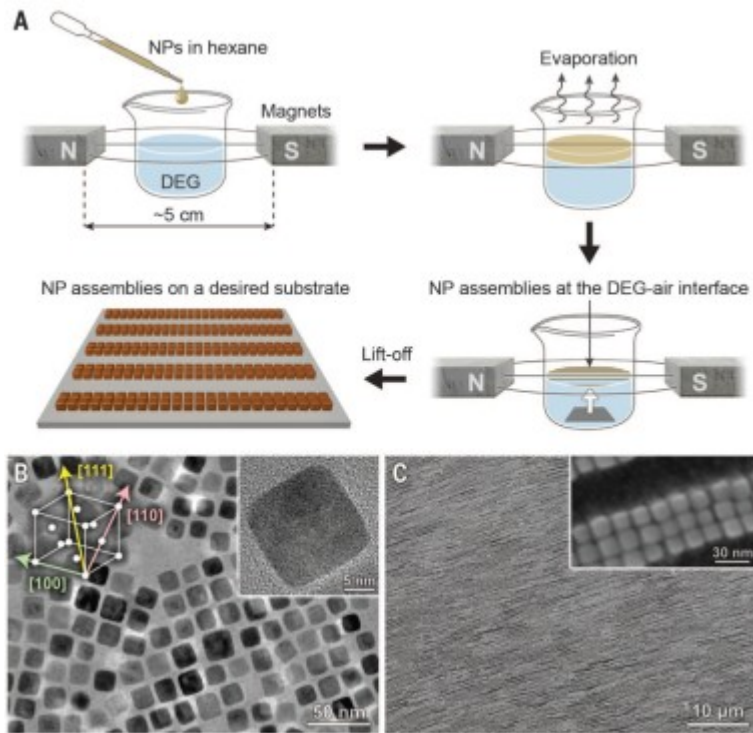 A
NPs in hexane
Magnets
N
S
DEG
~5 cm
Evaporation
N
S
NP assemblies on a desired substrate
NP assemblies at the DEG-air interface
Lift-off
N
S
B
[111]
[110]
[100]
5 nm
50 nm
C
30 nm
10 µm